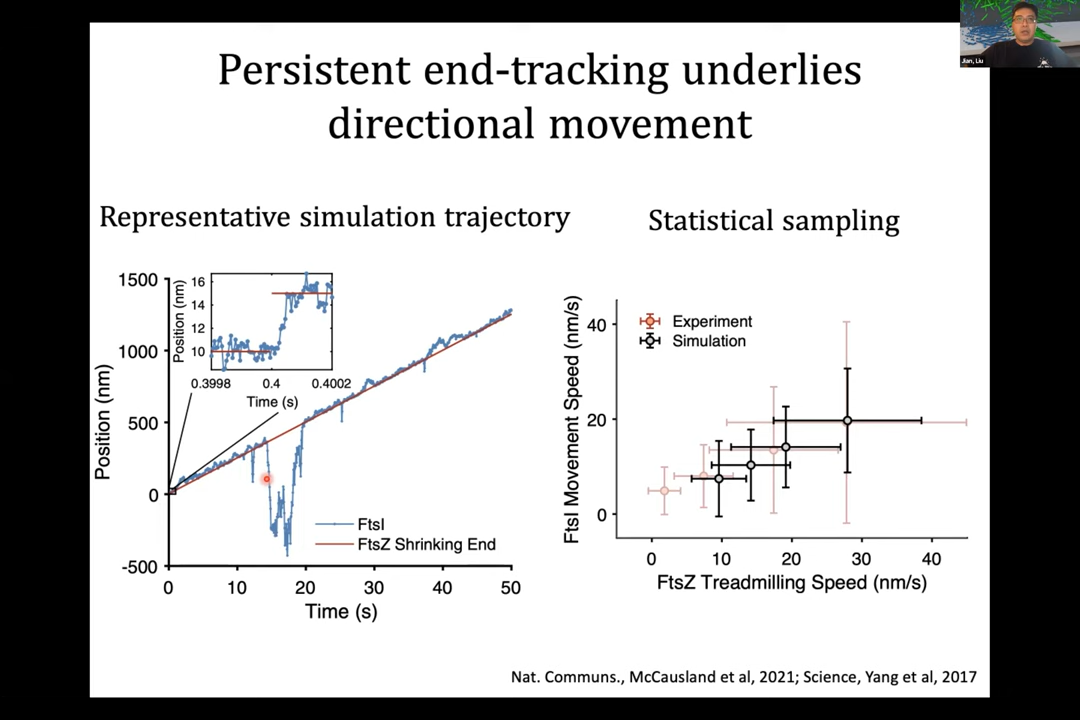 Jian, Liu
Persistent end-tracking underlies
directional movement
Representative simulation trajectory
Statistical sampling
1500
1000
500
0
-500
Position (nm)
16
14
12
10
Position (nm)
0.3998
0.4
0.4002
Time (s)
FtsI
FtsZ Shrinking End
0
10
20
30
40
50
Time (s)
Experiment
Simulation
40
20
0
FtsI Movement Speed (nm/s)
0
10
20
30
40
FtsZ Treadmilling Speed (nm/s)
Nat. Communs., McCausland et al, 2021; Science, Yang et al, 2017